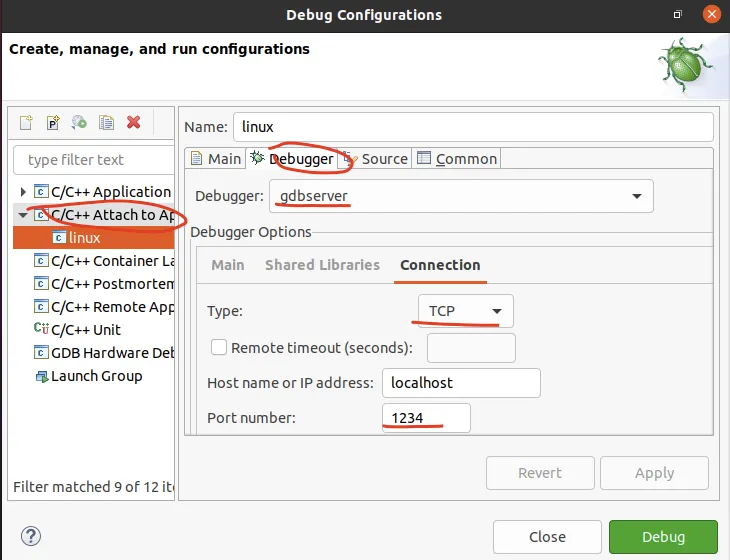 Debug Configurations
Create, manage, and run configurations
Name: linux
type filter text
Main Debugger Source Common
C/C++ Application
Debugger: gdbserver
C/C++ Attach to Ap
linux
Debugger Options
C/C++ Container La
Main Shared Libraries Connection
C/C++ Postmortem
C/C++ Remote App
Type: TCP
C/C++ Unit
Remote timeout (seconds):
GDB Hardware Deb
Launch Group
Host name or IP address: localhost
Port number: 1234
Revert Apply
Filter matched 9 of 12 ite
Close Debug